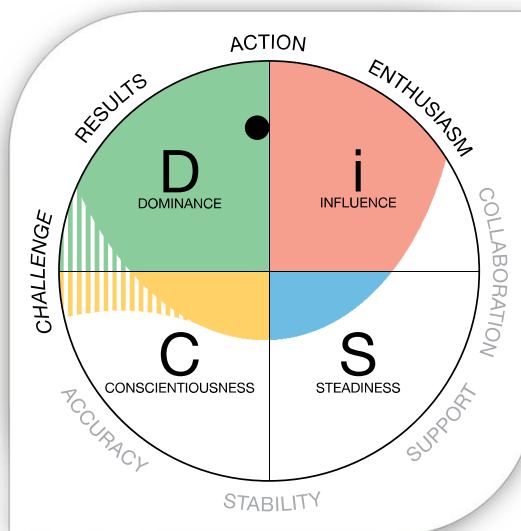 ACTION
RESULTS
ENTHUSIASM
D
DOMINANCE
i
INFLUENCE
CHALLENGE
COLLABORATION
C
CONSCIENTIOUSNESS
S
STEADINESS
ACCURACY
SUPPORT
STABILITY